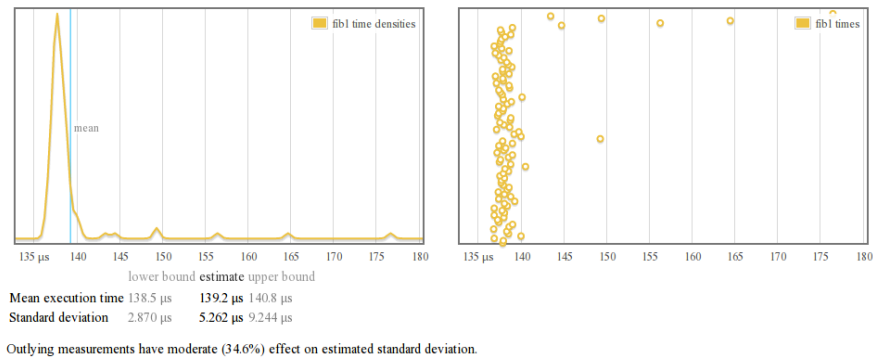 fib1 time densities
mean
135 µs 140 145 150 155 160 165 170 175 180
fib1 times
135 µs 140 145 150 155 160 165 170 175 180
lower bound estimate upper bound
Mean execution time 138.5 µs 139.2 µs 140.8 µs
Standard deviation 2.870 µs 5.262 µs 9.244 µs
Outlying measurements have moderate (34.6%) effect on estimated standard deviation.